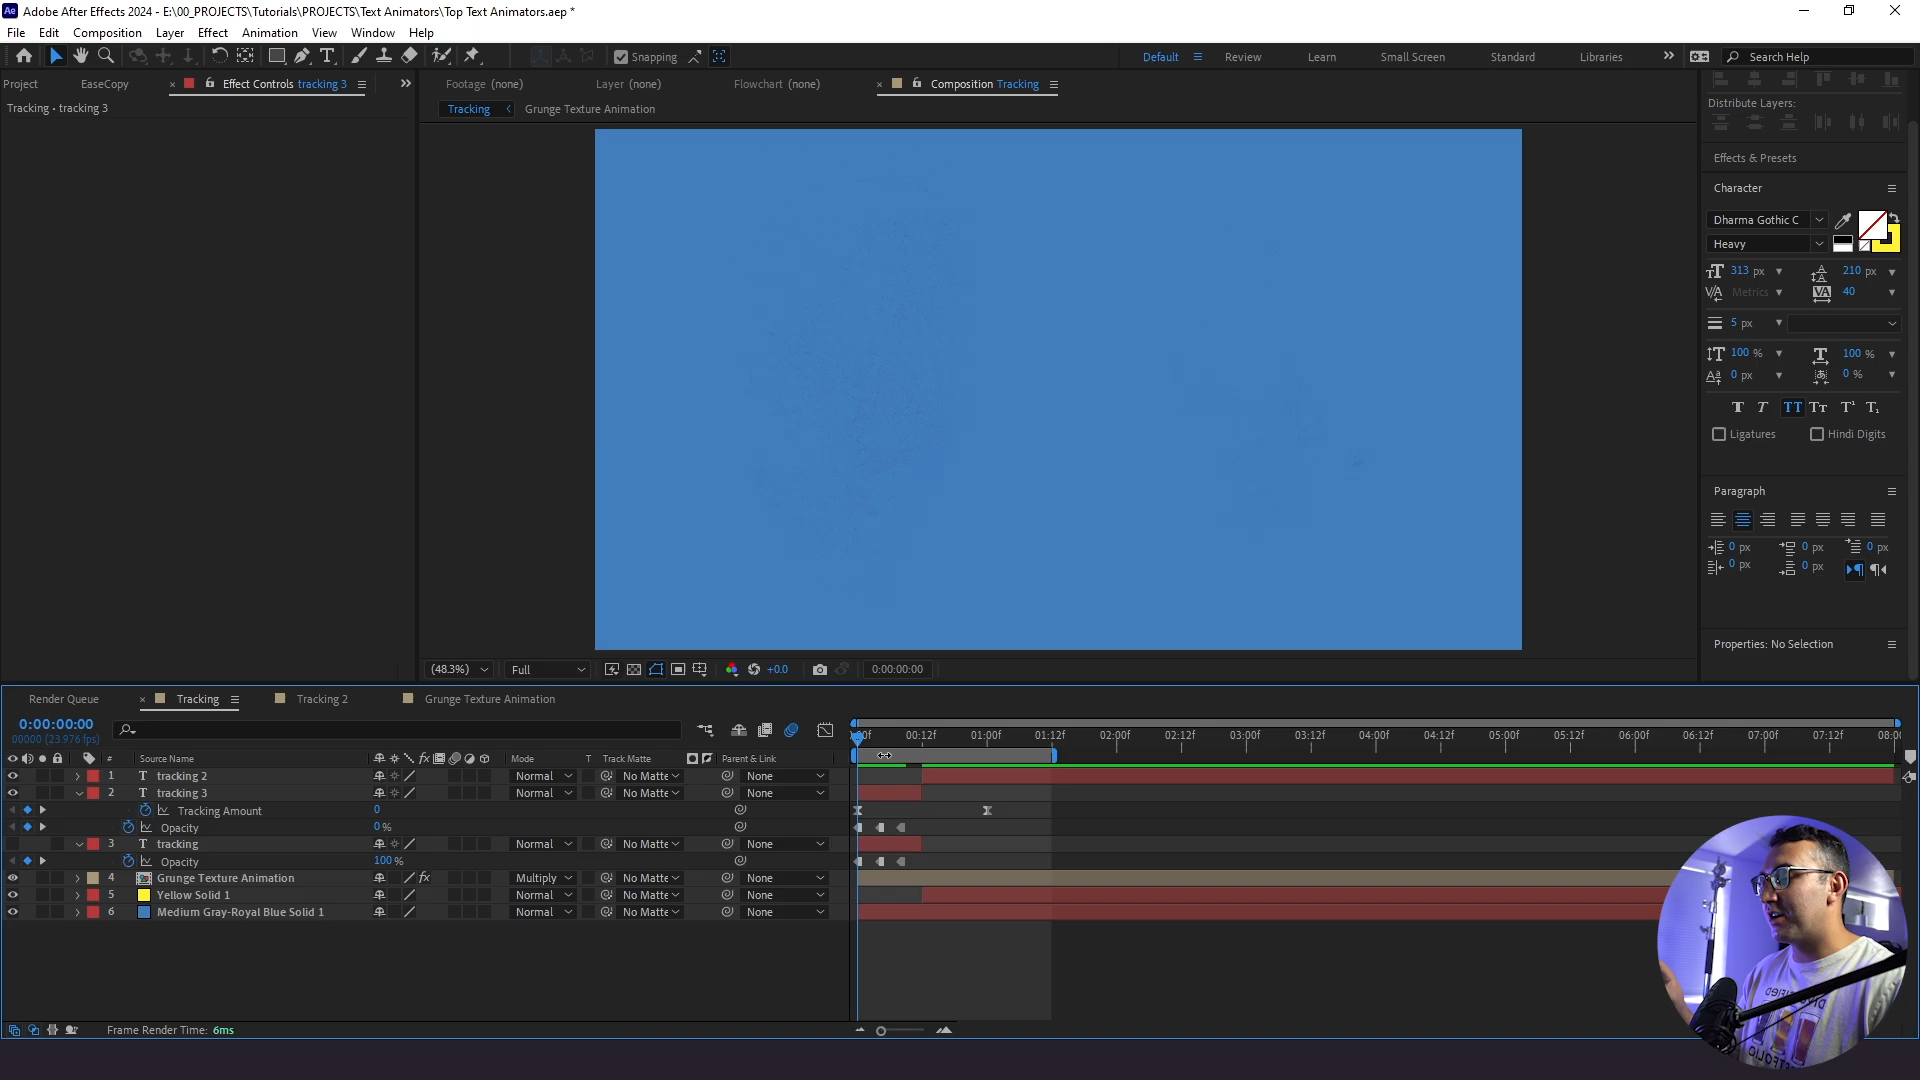 Adobe After Effects 2024 - E:\00_PROJECTS\Tutorials\PROJECTS\Text Animators\Top Text Animators.aep *
File Edit Composition Layer Effect Animation View Window Help
Snapping
Default Review Learn Small Screen Standard Libraries Search Help
Project EaseCopy Effect Controls tracking 3
Footage (none) Layer (none) Flowchart (none) Composition Tracking
Tracking • tracking 3
Tracking Grunge Texture Animation
Distribute Layers:
Effects & Presets
Character
Dharma Gothic C
Heavy
313 px 210 px
Metrics 40
5 px
100 % 100 %
0 px 0 %
Ligatures Hindi Digits
Paragraph
0 px 0 px 0 px
0 px 0 px
Properties: No Selection
(48.3%) Full +0.0 0:00:00:00
Render Queue Tracking Tracking 2 Grunge Texture Animation
0:00:00:00
00000 (23.976 fps)
:00f 00:12f 01:00f 01:12f 02:00f 02:12f 03:00f 03:12f 04:00f 04:12f 05:00f 05:12f 06:00f 06:12f 07:00f 07:12f 08:00
# Source Name fx Mode T Track Matte Parent & Link
1 T tracking 2 Normal No Matte None
2 T tracking 3 Normal No Matte None
Tracking Amount 0
Opacity 0 %
3 T tracking Normal No Matte None
Opacity 100 %
4 Grunge Texture Animation fx Multiply No Matte None
5 Yellow Solid 1 Normal No Matte None
6 Medium Gray-Royal Blue Solid 1 Normal No Matte None
Frame Render Time: 6ms